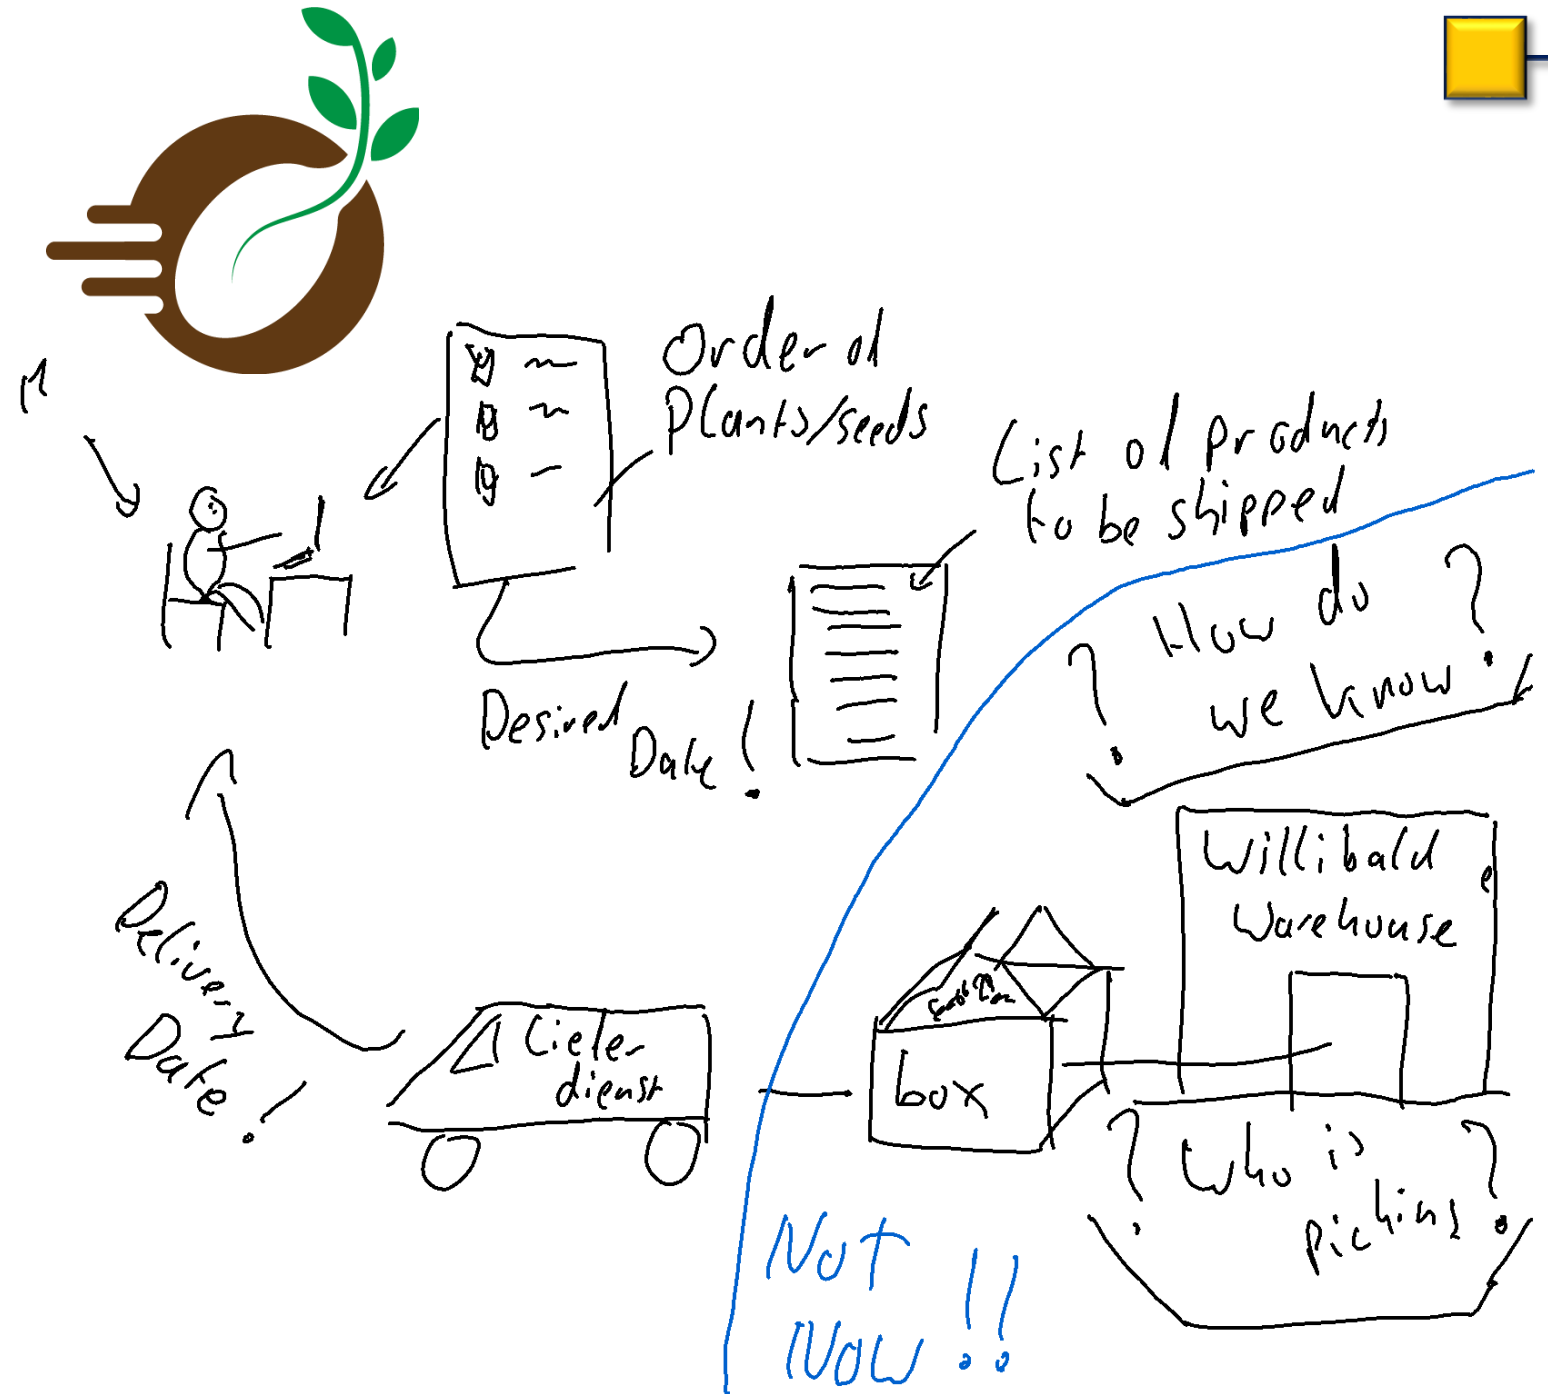 Order of
Plants/seeds
List of products
to be shipped
Desired
Date!
? How do ?
we know
Willibald
Warehouse
Delivery
Date!
Liefer
dienst
box
? Who is ?
picking
Not
Now!!